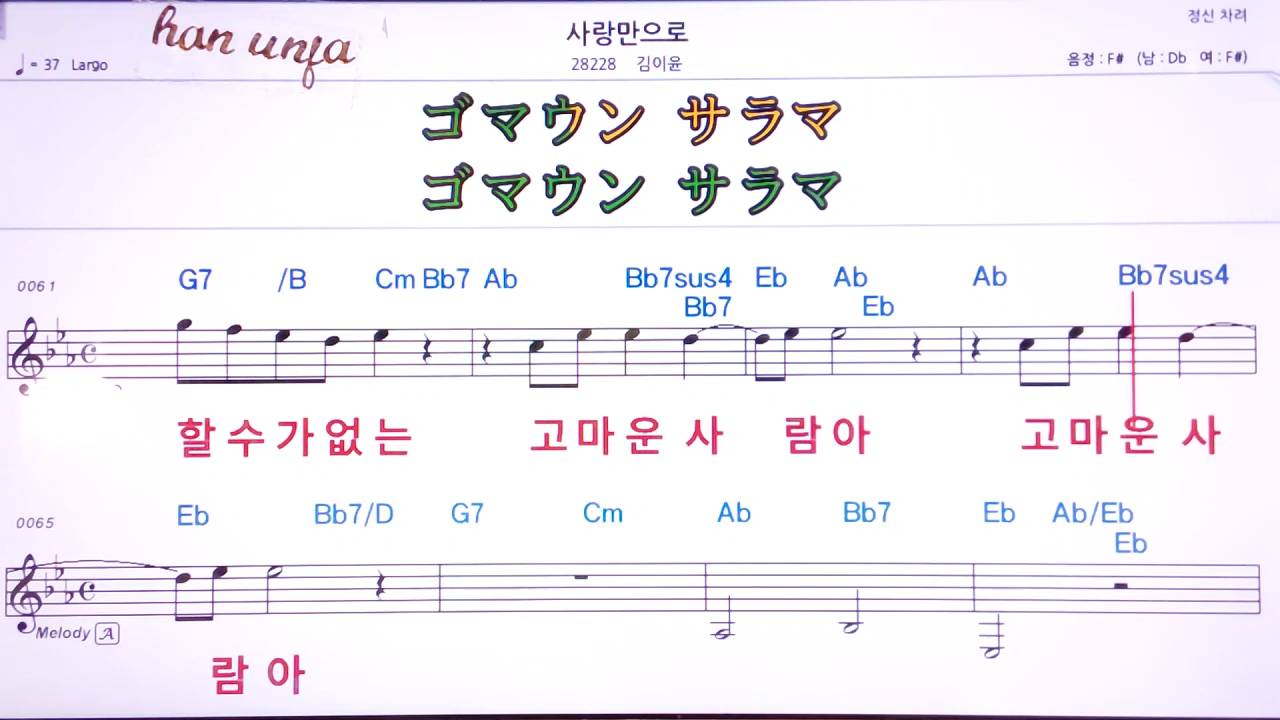 han unja
사랑만으로
정신 차려
♩= 37 Largo
28228 김이윤
음정 : F# (남 : Db 여 : F#)
ゴマウン サラマ
ゴマウン サラマ
0061
G7 /B Cm Bb7 Ab Bb7sus4 Eb Ab Ab Bb7sus4
Bb7 Eb
할수가없는 고마운 사 람아 고마운 사
0065
Eb Bb7/D G7 Cm Ab Bb7 Eb Ab/Eb
Eb
Melody A
람 아